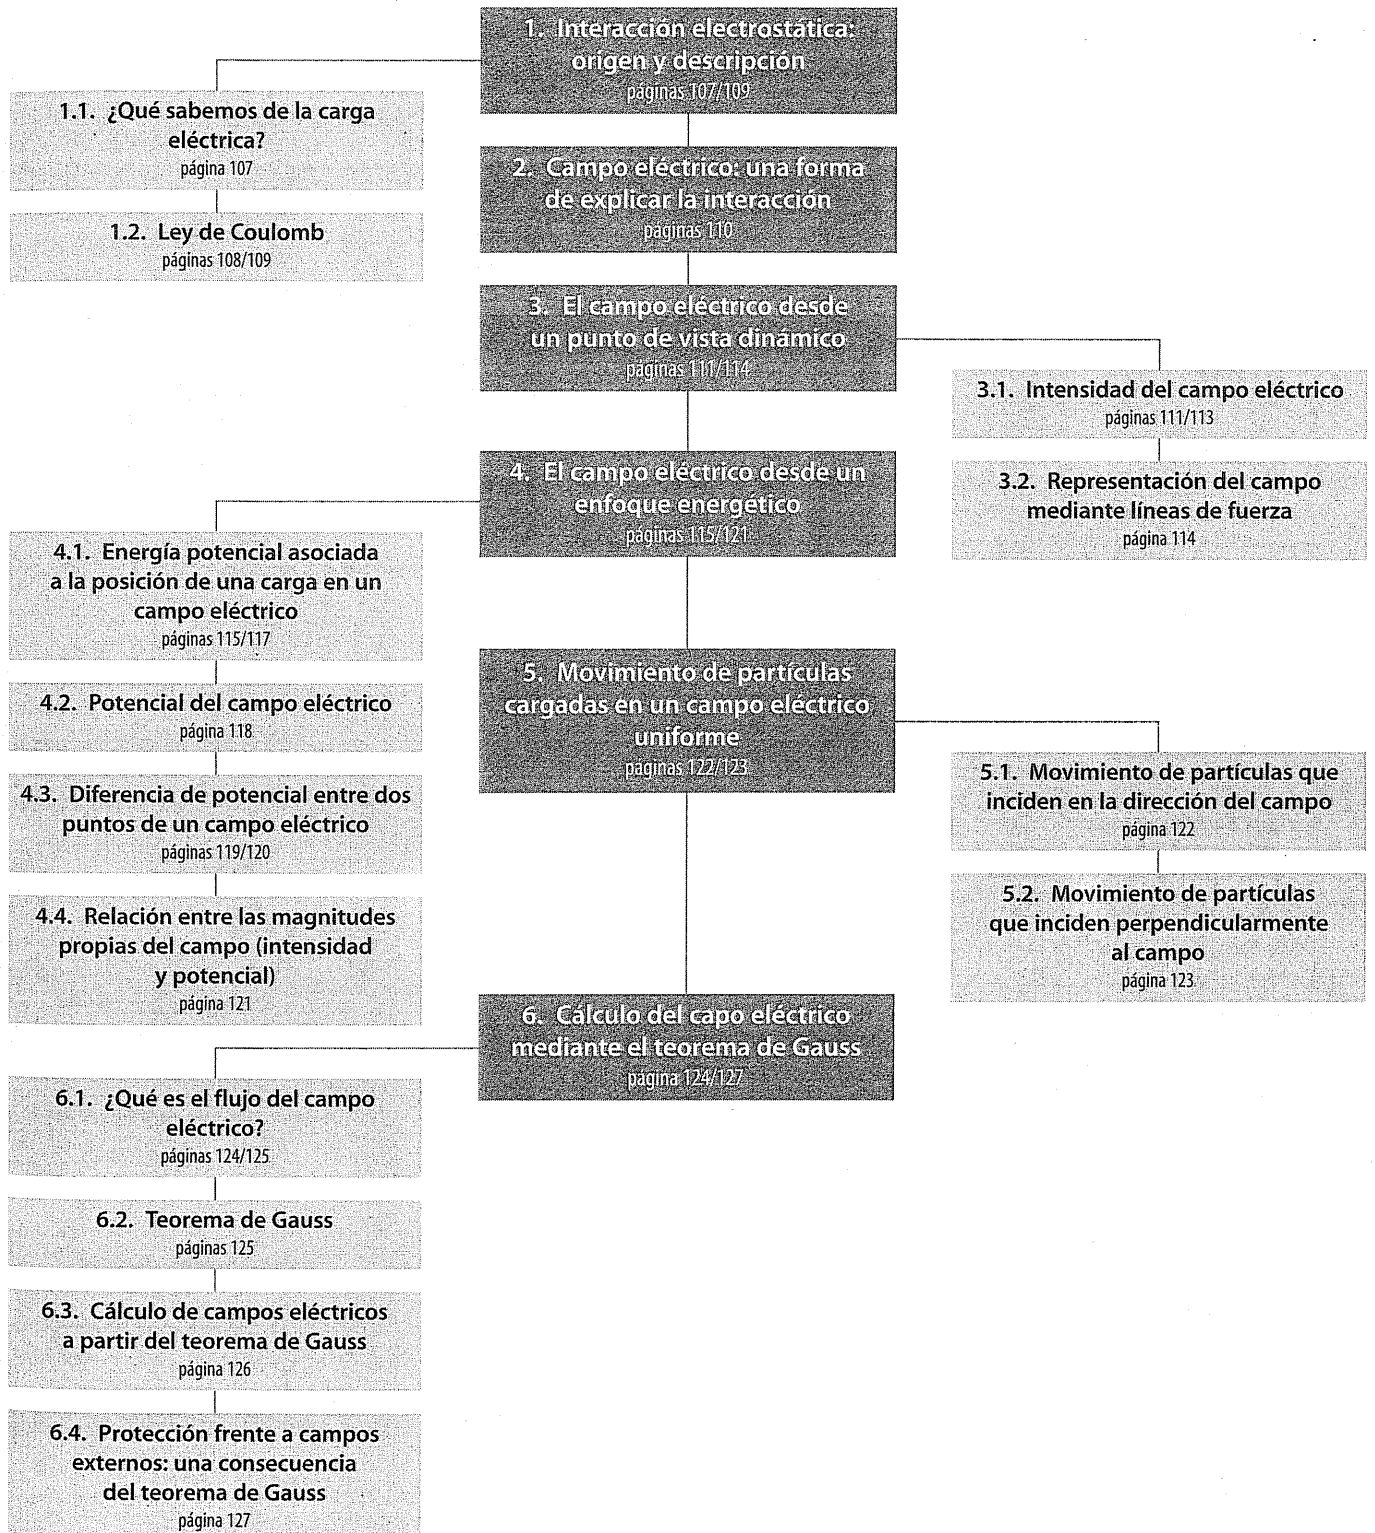 1. Interacción electrostática:
origen y descripción
páginas 107/109
1.1. ¿Qué sabemos de la carga
eléctrica?
página 107
1.2. Ley de Coulomb
páginas 108/109
2. Campo eléctrico: una forma
de explicar la interacción
páginas 110
3. El campo eléctrico desde
un punto de vista dinámico
páginas 111/114
3.1. Intensidad del campo eléctrico
páginas 111/113
3.2. Representación del campo
mediante líneas de fuerza
página 114
4. El campo eléctrico desde un
enfoque energético
páginas 115/121
4.1. Energía potencial asociada
a la posición de una carga en un
campo eléctrico
páginas 115/117
4.2. Potencial del campo eléctrico
página 118
4.3. Diferencia de potencial entre dos
puntos de un campo eléctrico
páginas 119/120
4.4. Relación entre las magnitudes
propias del campo (intensidad
y potencial)
página 121
5. Movimiento de partículas
cargadas en un campo eléctrico
uniforme
páginas 122/123
5.1. Movimiento de partículas que
inciden en la dirección del campo
página 122
5.2. Movimiento de partículas
que inciden perpendicularmente
al campo
página 123
6. Cálculo del capo eléctrico
mediante el teorema de Gauss
página 124/127
6.1. ¿Qué es el flujo del campo
eléctrico?
páginas 124/125
6.2. Teorema de Gauss
páginas 125
6.3. Cálculo de campos eléctricos
a partir del teorema de Gauss
página 126
6.4. Protección frente a campos
externos: una consecuencia
del teorema de Gauss
página 127